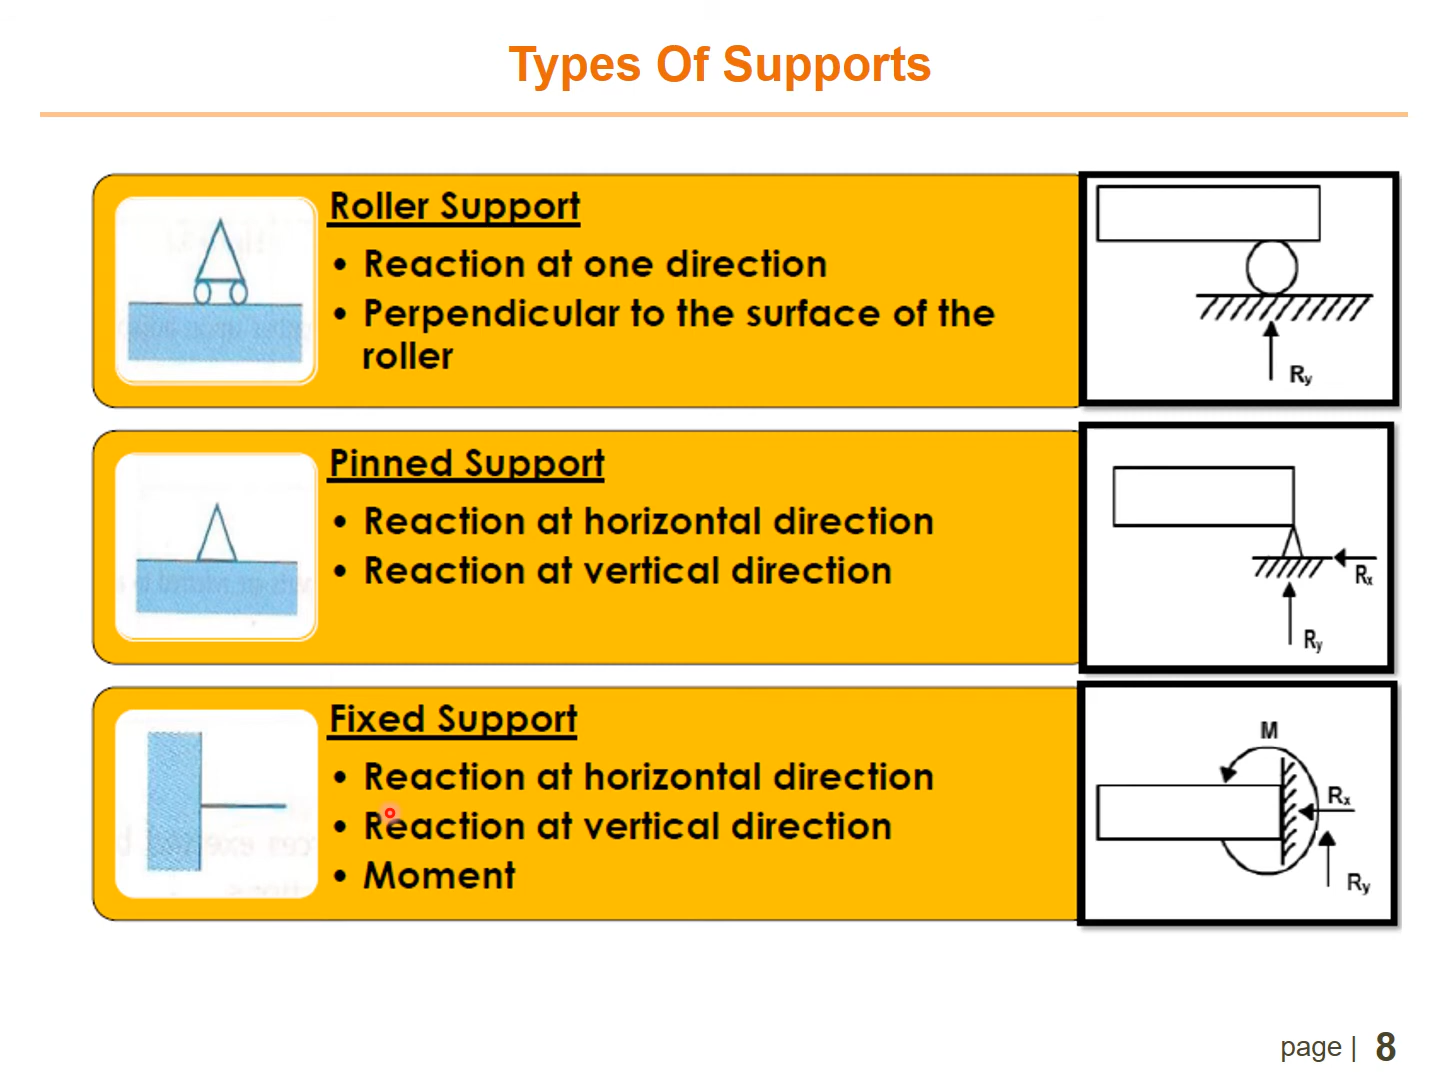 Types Of Supports
Roller Support
• Reaction at one direction
• Perpendicular to the surface of the
roller
Ry
Pinned Support
• Reaction at horizontal direction
• Reaction at vertical direction
Rx
Ry
Fixed Support
• Reaction at horizontal direction
• Reaction at vertical direction
• Moment
M
Rx
Ry
page | 8